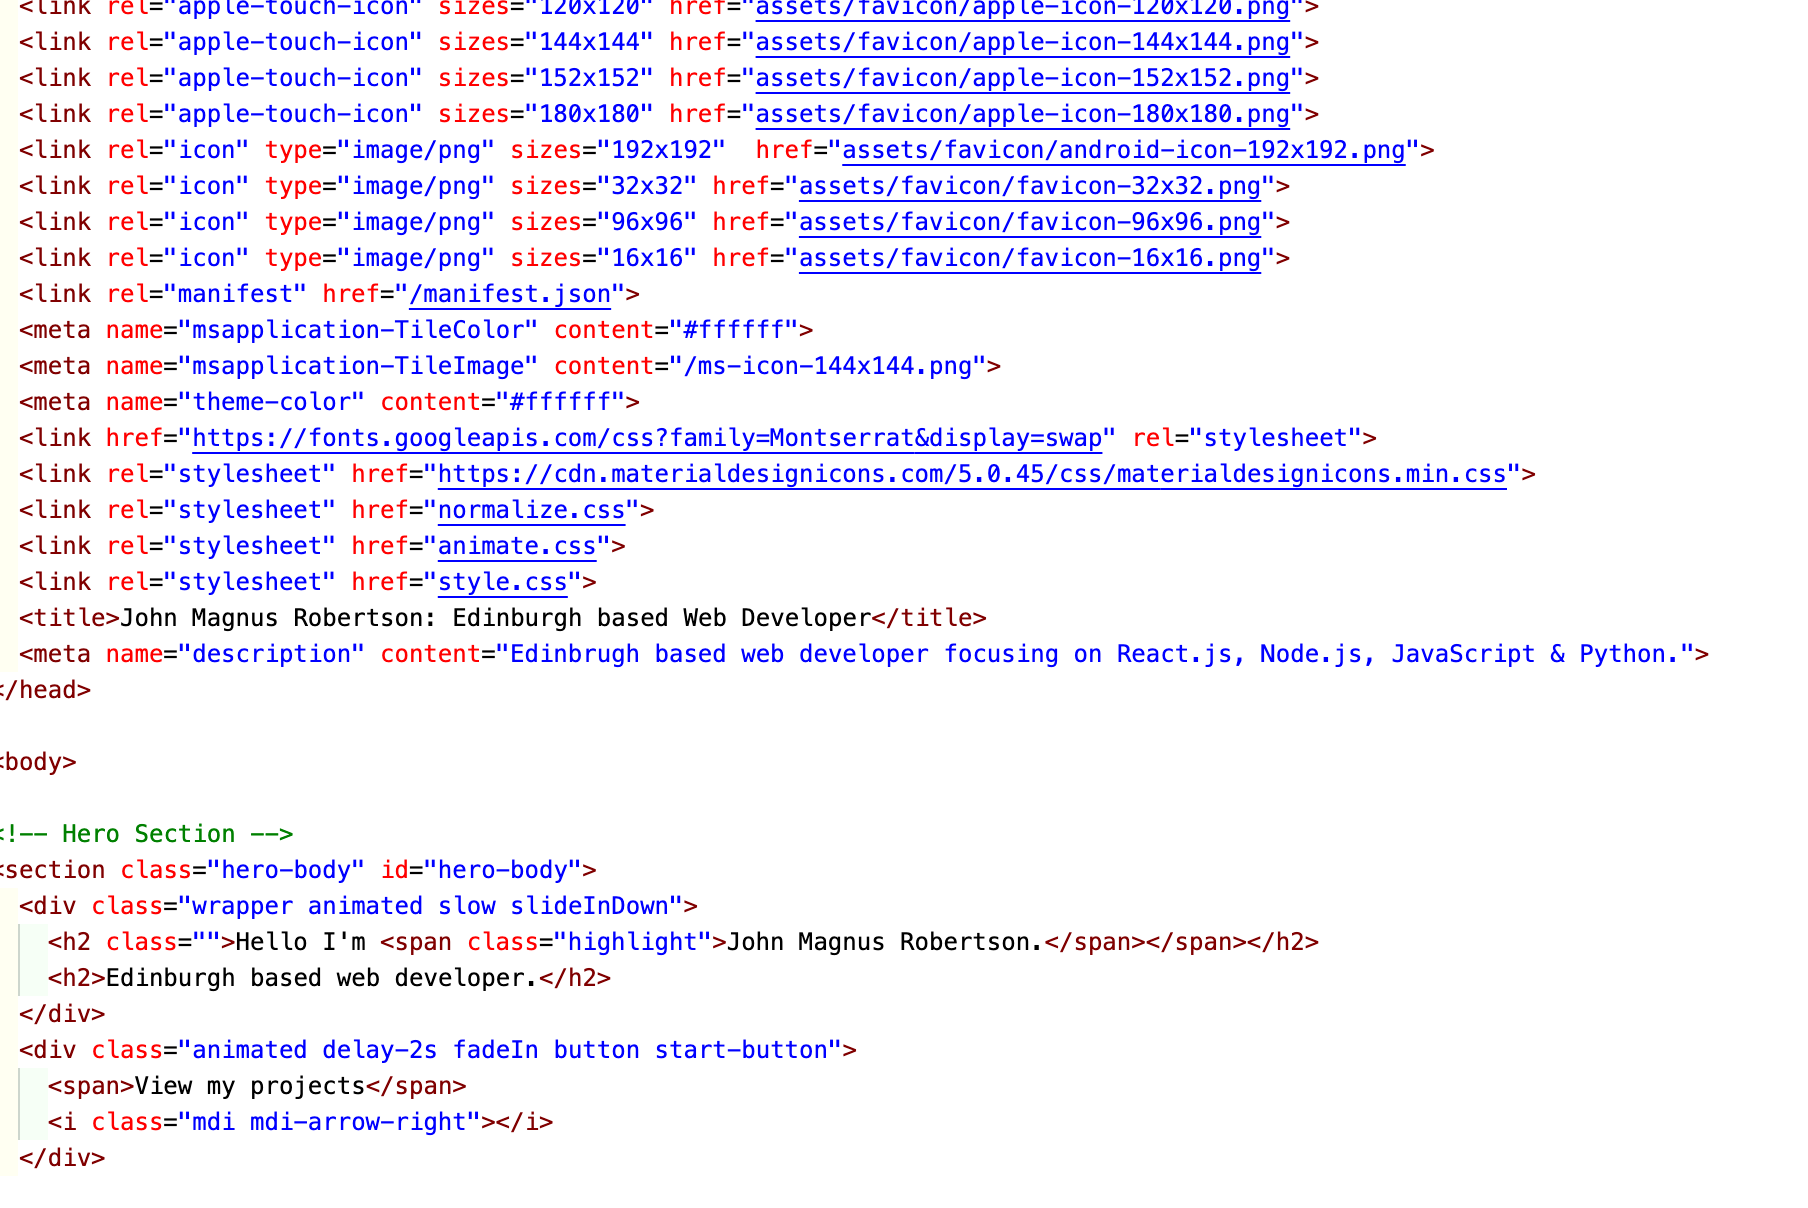 <link rel="apple-touch-icon" sizes="120x120" href="assets/favicon/apple-icon-120x120.png">
<link rel="apple-touch-icon" sizes="144x144" href="assets/favicon/apple-icon-144x144.png">
<link rel="apple-touch-icon" sizes="152x152" href="assets/favicon/apple-icon-152x152.png">
<link rel="apple-touch-icon" sizes="180x180" href="assets/favicon/apple-icon-180x180.png">
<link rel="icon" type="image/png" sizes="192x192"  href="assets/favicon/android-icon-192x192.png">
<link rel="icon" type="image/png" sizes="32x32" href="assets/favicon/favicon-32x32.png">
<link rel="icon" type="image/png" sizes="96x96" href="assets/favicon/favicon-96x96.png">
<link rel="icon" type="image/png" sizes="16x16" href="assets/favicon/favicon-16x16.png">
<link rel="manifest" href="/manifest.json">
<meta name="msapplication-TileColor" content="#ffffff">
<meta name="msapplication-TileImage" content="/ms-icon-144x144.png">
<meta name="theme-color" content="#ffffff">
<link href="https://fonts.googleapis.com/css?family=Montserrat&display=swap" rel="stylesheet">
<link rel="stylesheet" href="https://cdn.materialdesignicons.com/5.0.45/css/materialdesignicons.min.css">
<link rel="stylesheet" href="normalize.css">
<link rel="stylesheet" href="animate.css">
<link rel="stylesheet" href="style.css">
<title>John Magnus Robertson: Edinburgh based Web Developer</title>
<meta name="description" content="Edinbrugh based web developer focusing on React.js, Node.js, JavaScript & Python.">
</head>
<body>
<!-- Hero Section -->
<section class="hero-body" id="hero-body">
<div class="wrapper animated slow slideInDown">
<h2 class="">Hello I'm <span class="highlight">John Magnus Robertson.</span></span></h2>
<h2>Edinburgh based web developer.</h2>
</div>
<div class="animated delay-2s fadeIn button start-button">
<span>View my projects</span>
<i class="mdi mdi-arrow-right"></i>
</div>